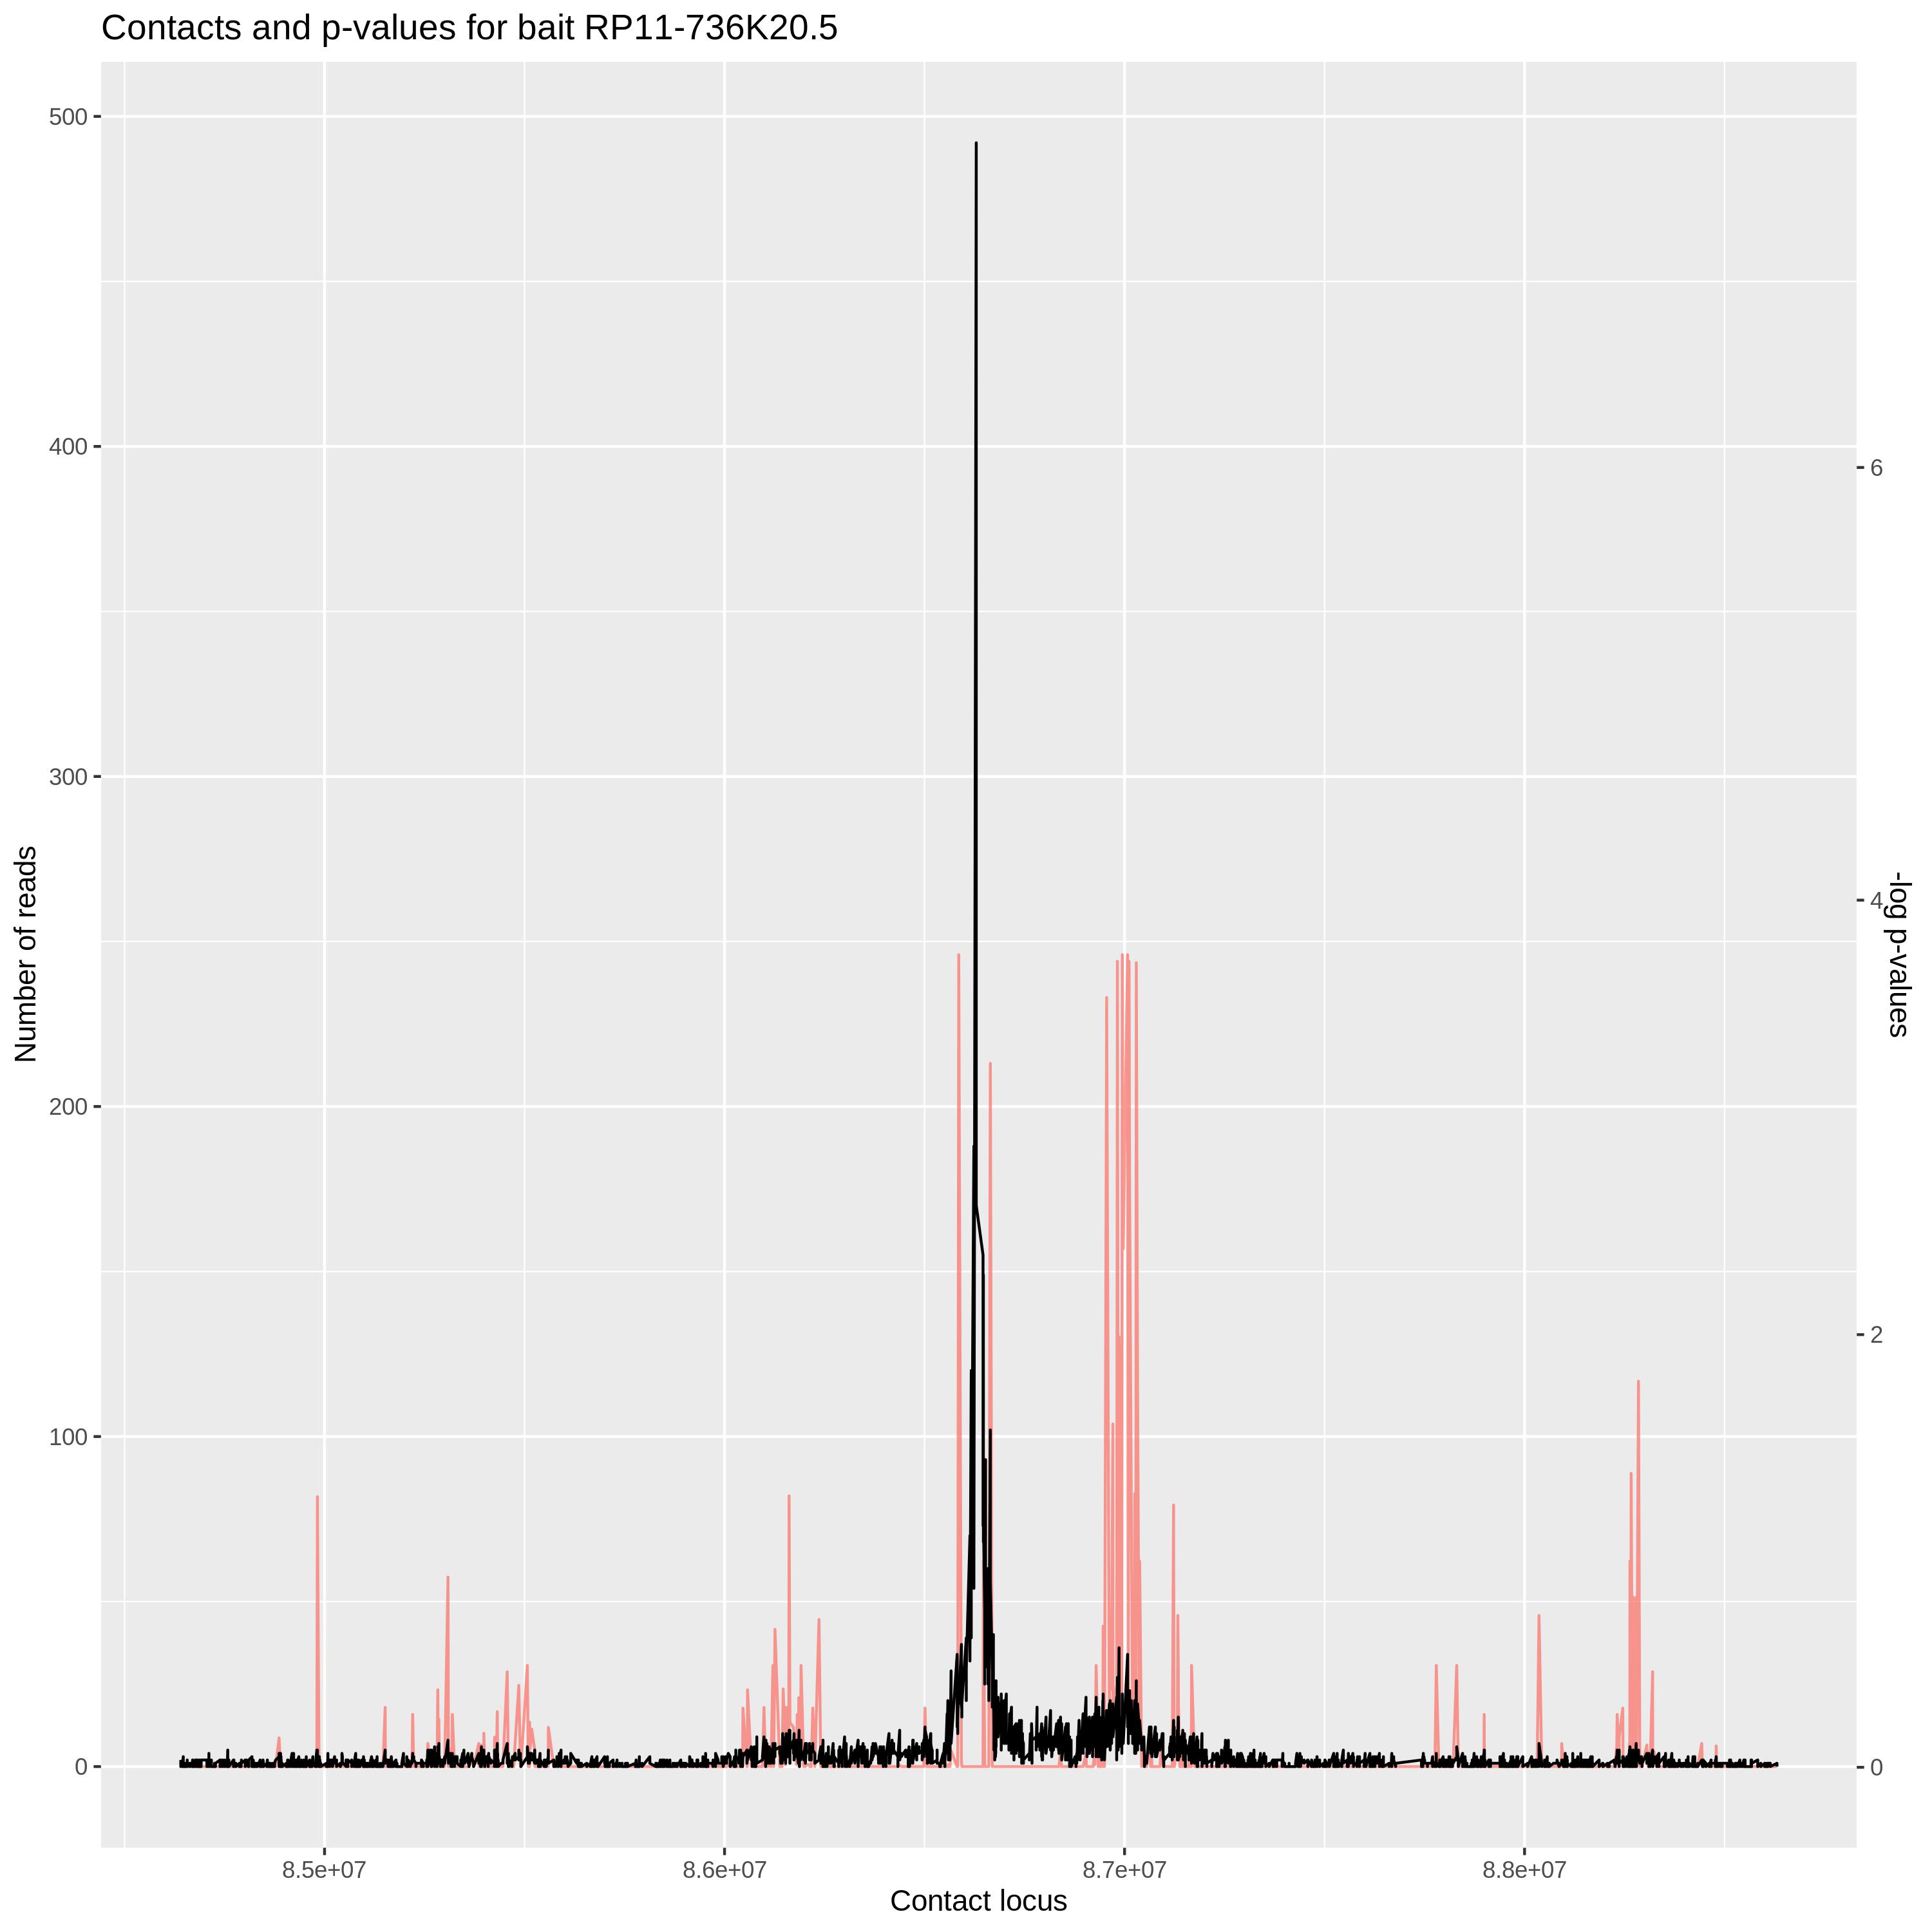 Contacts and p-values for bait RP11-736K20.5
500
400
300
200
100
0
Number of reads
6
4
2
0
-log p-values
8.5e+07
8.6e+07
8.7e+07
8.8e+07
Contact locus